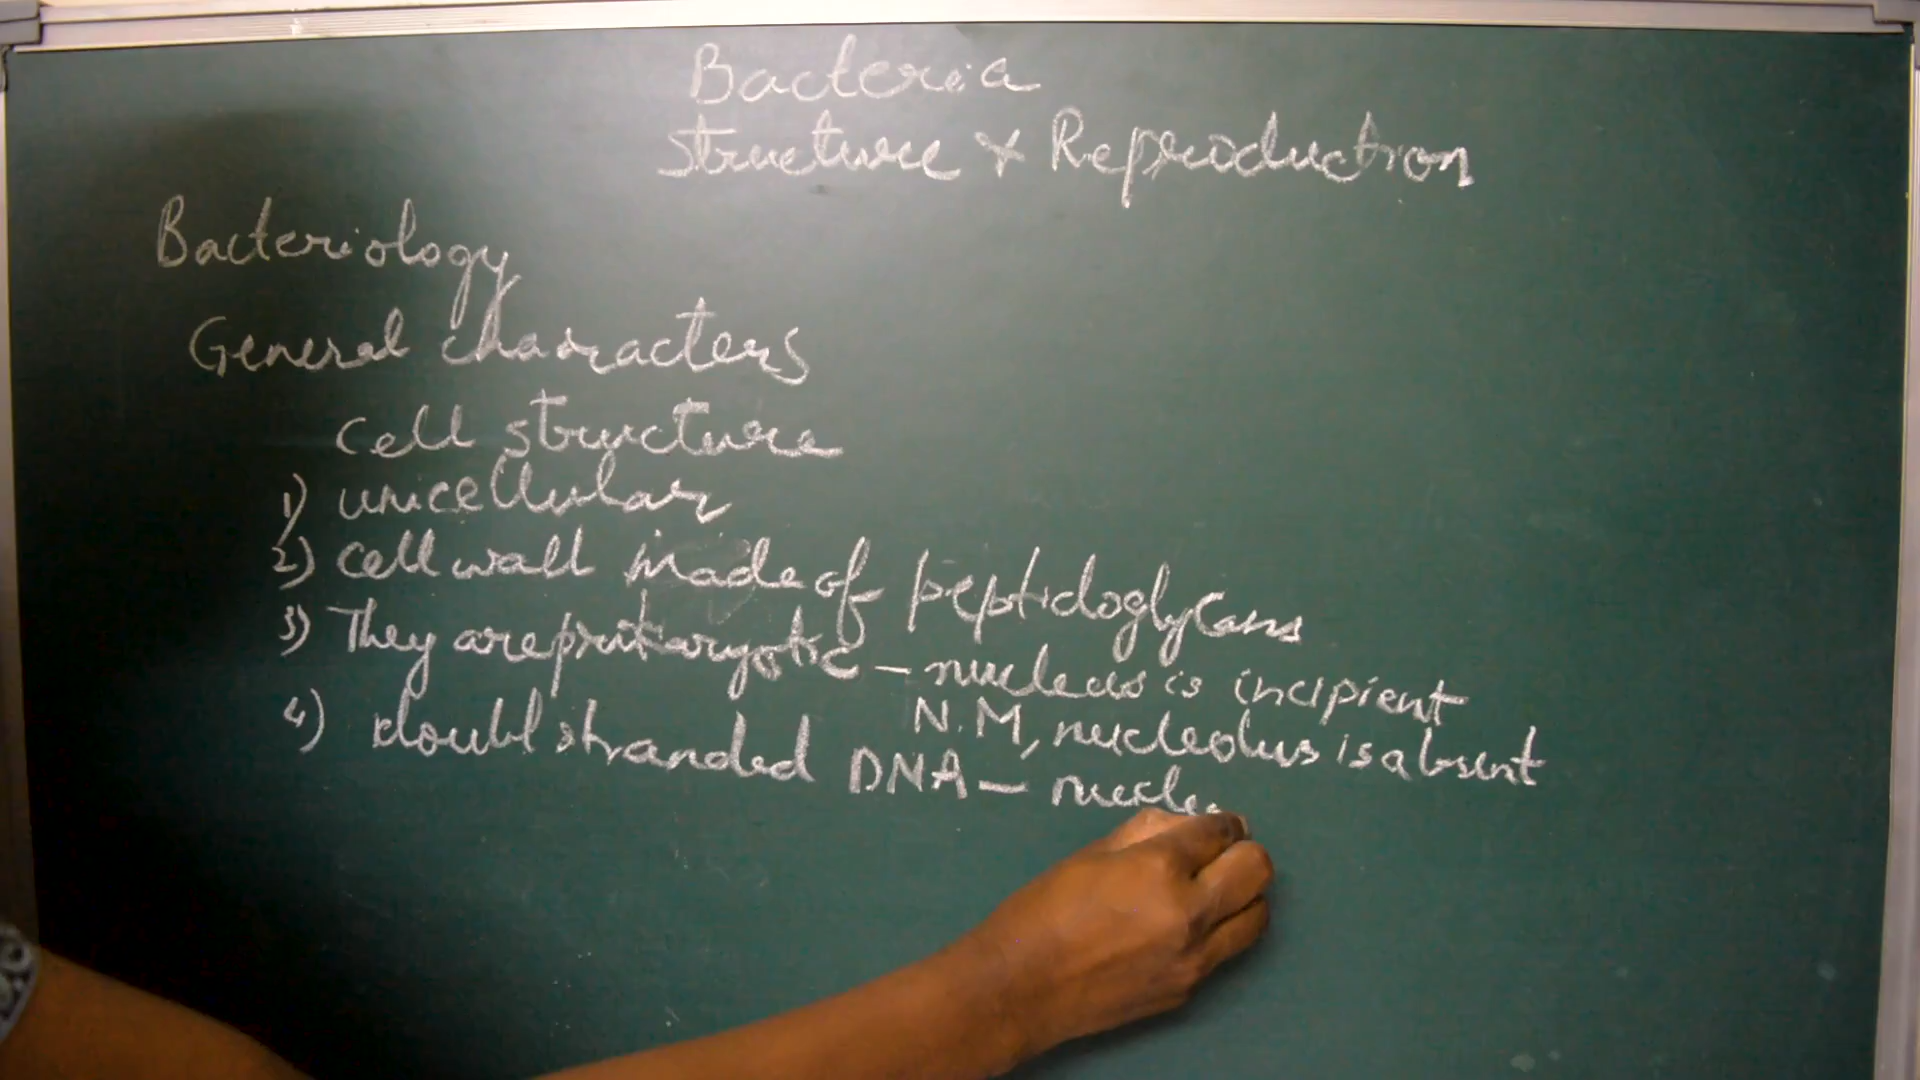 Bacteria
Structure & Reproduction
Bacteriology
General characters
Cell structure
1) unicellular
2) cell wall made of peptidoglycans
3) They are prokaryotic – nucleus is incipient
N.M, nucleolus is absent
4) doubl stranded DNA – nucle